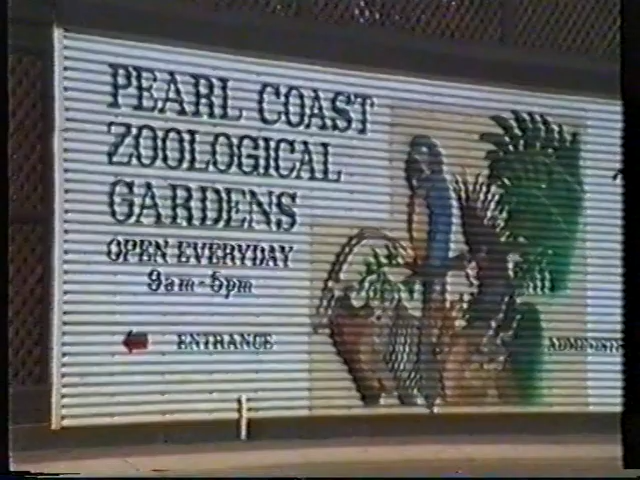 PEARL COAST
ZOOLOGICAL
GARDENS
OPEN EVERYDAY
9am-5pm
ENTRANCE